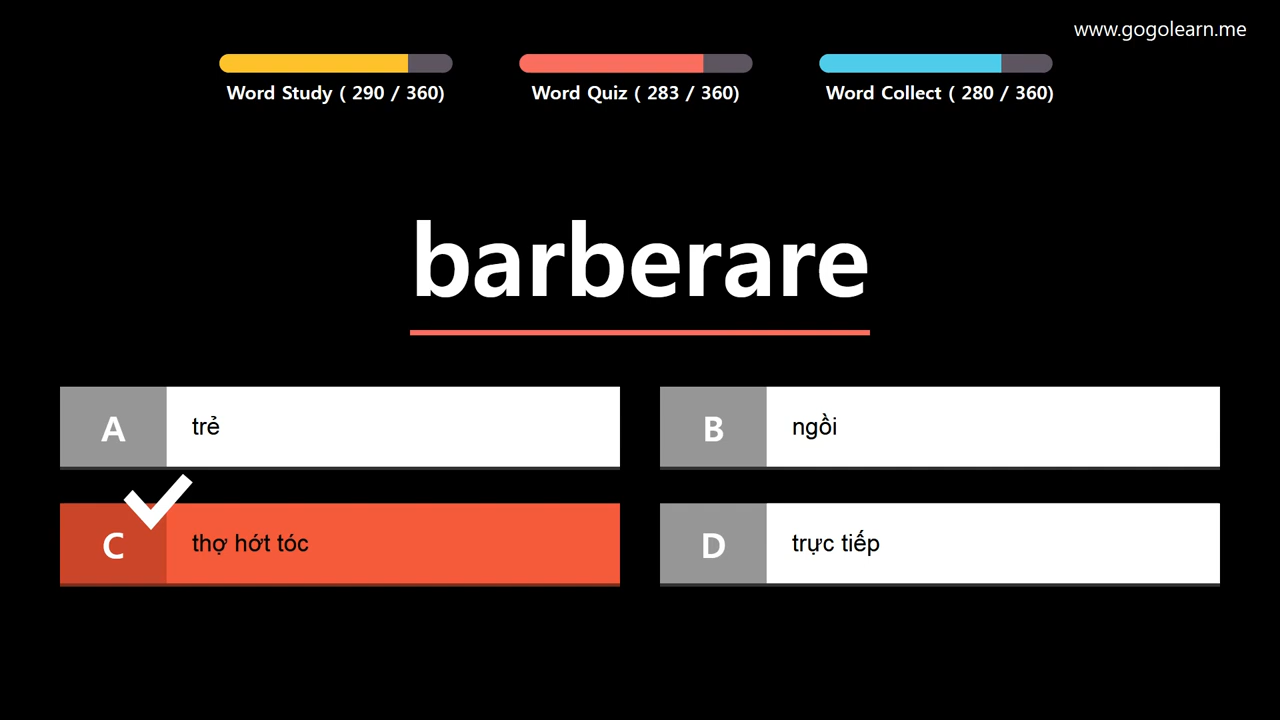 www.gogolearn.me
Word Study ( 290 / 360)
Word Quiz ( 283 / 360)
Word Collect ( 280 / 360)
barberare
A
trẻ
B
ngồi
C
thợ hớt tóc
D
trực tiếp